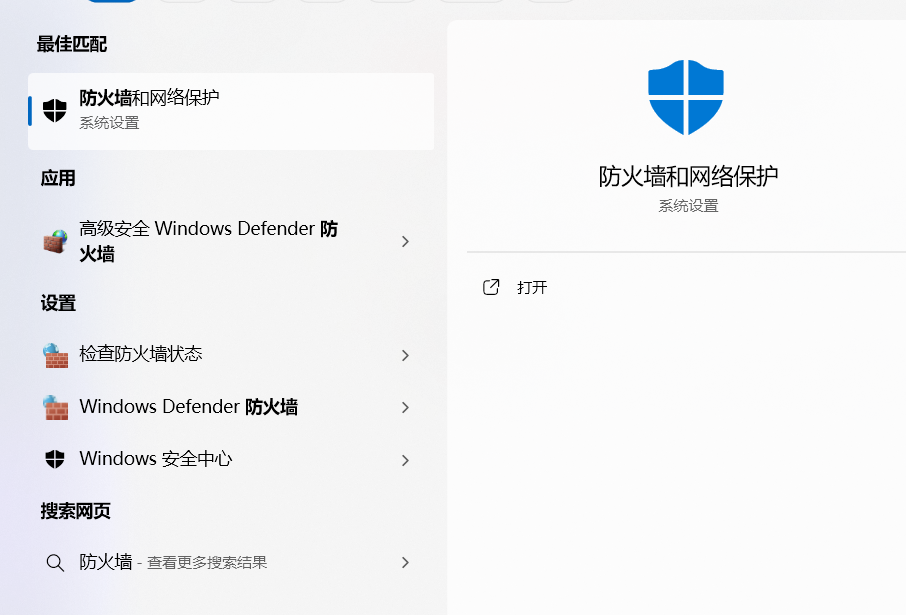 最佳匹配
防火墙和网络保护
系统设置
应用
高级安全 Windows Defender 防
火墙
设置
检查防火墙状态
Windows Defender 防火墙
Windows 安全中心
搜索网页
防火墙 - 查看更多搜索结果
防火墙和网络保护
系统设置
打开